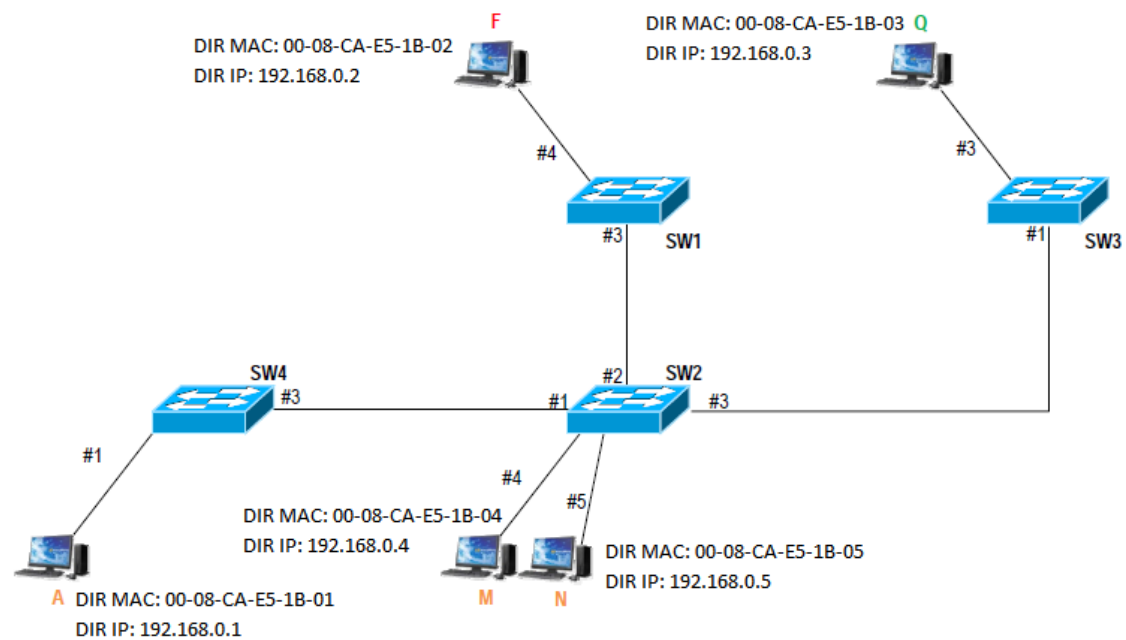 F
DIR MAC: 00-08-CA-E5-1B-02
DIR IP: 192.168.0.2
DIR MAC: 00-08-CA-E5-1B-03 Q
DIR IP: 192.168.0.3
#4
#3
#3
SW1
#1
SW3
SW4
#3
#2
SW2
#1
#3
#1
#4
#5
DIR MAC: 00-08-CA-E5-1B-04
DIR IP: 192.168.0.4
DIR MAC: 00-08-CA-E5-1B-05
DIR IP: 192.168.0.5
A DIR MAC: 00-08-CA-E5-1B-01
DIR IP: 192.168.0.1
M
N